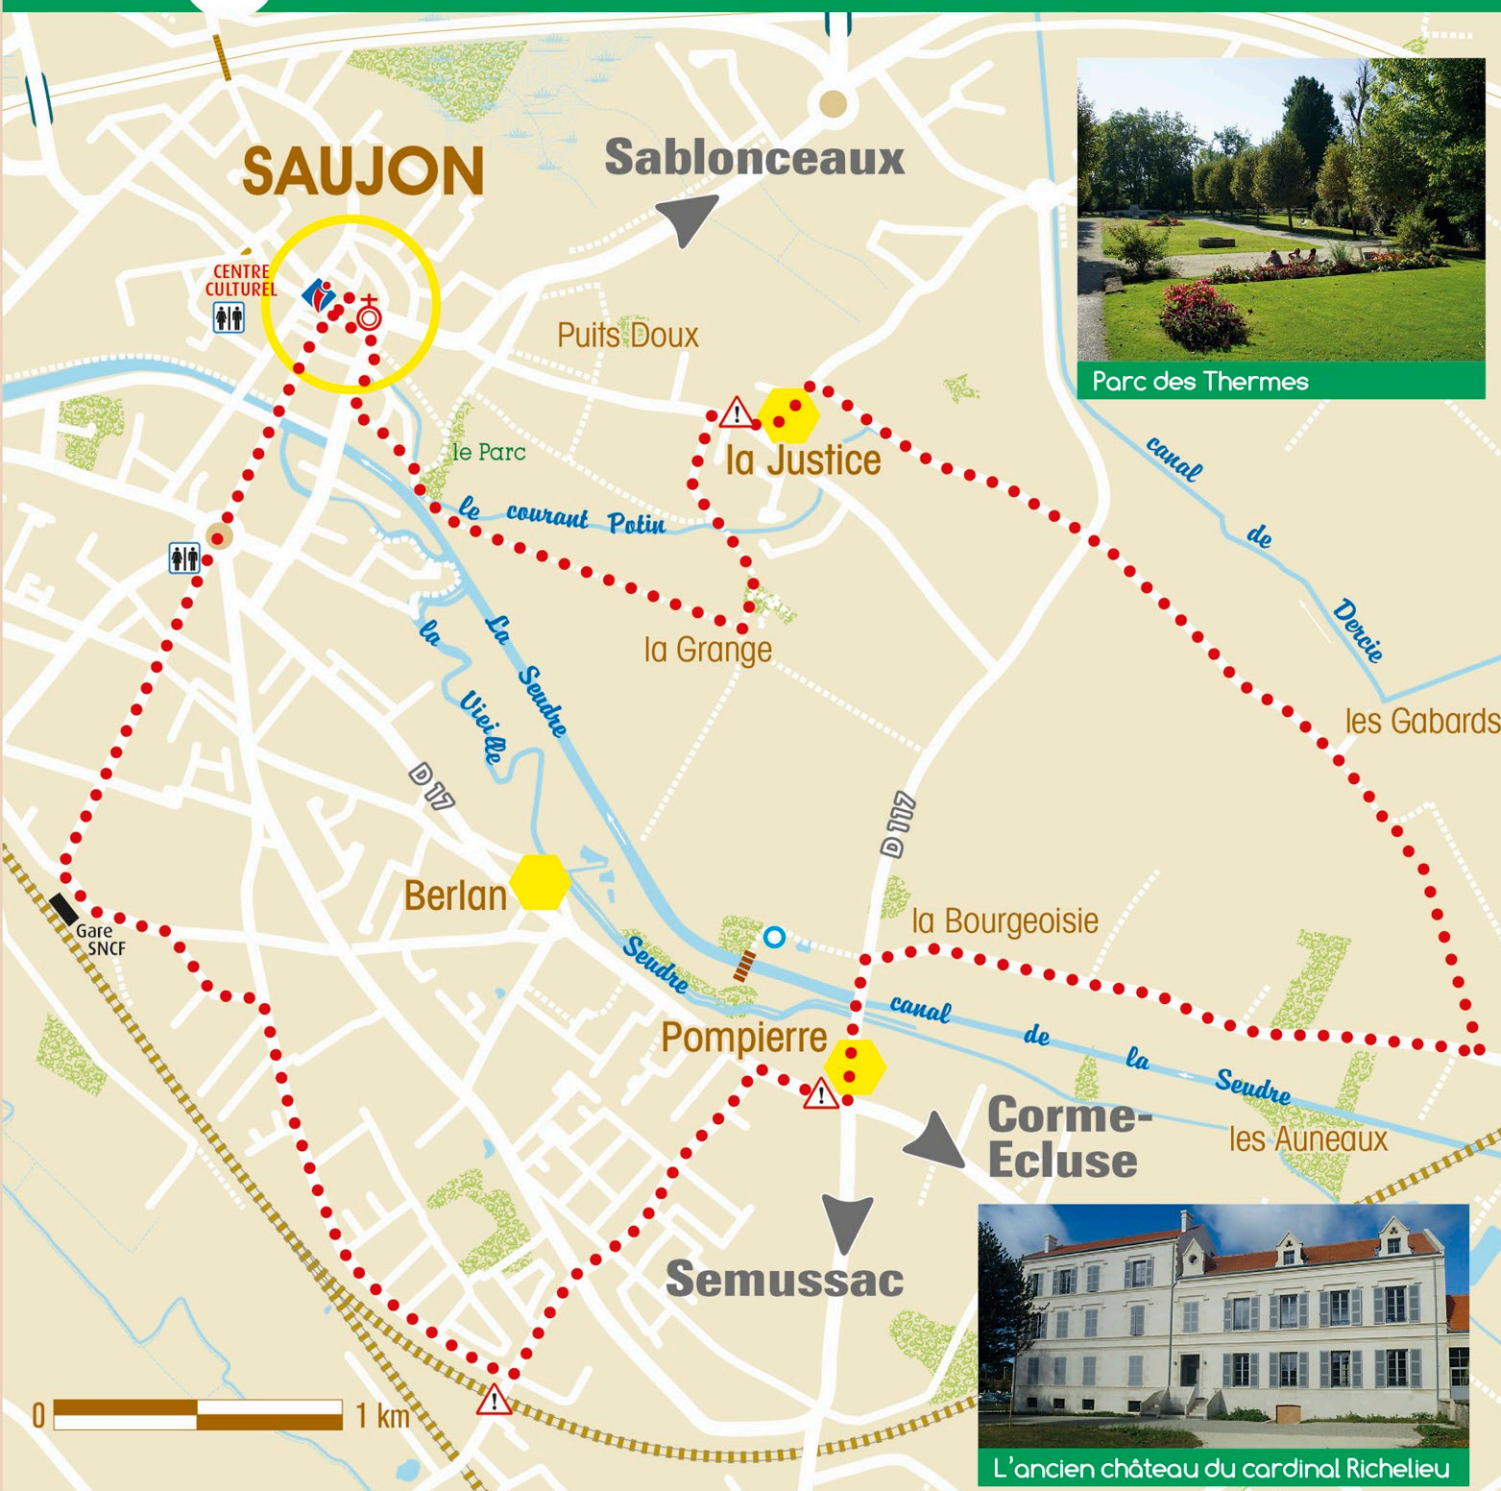 SAUJON
Sablonceaux
CENTRE
CULTUREL
Puits Doux
Parc des Thermes
le Parc
la Justice
canal
de
Dercie
le courant Potin
la Grange
les Gabards
la
Vieille
La
Seudre
D 17
D 117
Berlan
la Bourgeoisie
Gare
SNCF
Seudre
Pompierre
canal
de
la
Seudre
Corme-
Ecluse
les Auneaux
Semussac
0
1 km
L'ancien château du cardinal Richelieu